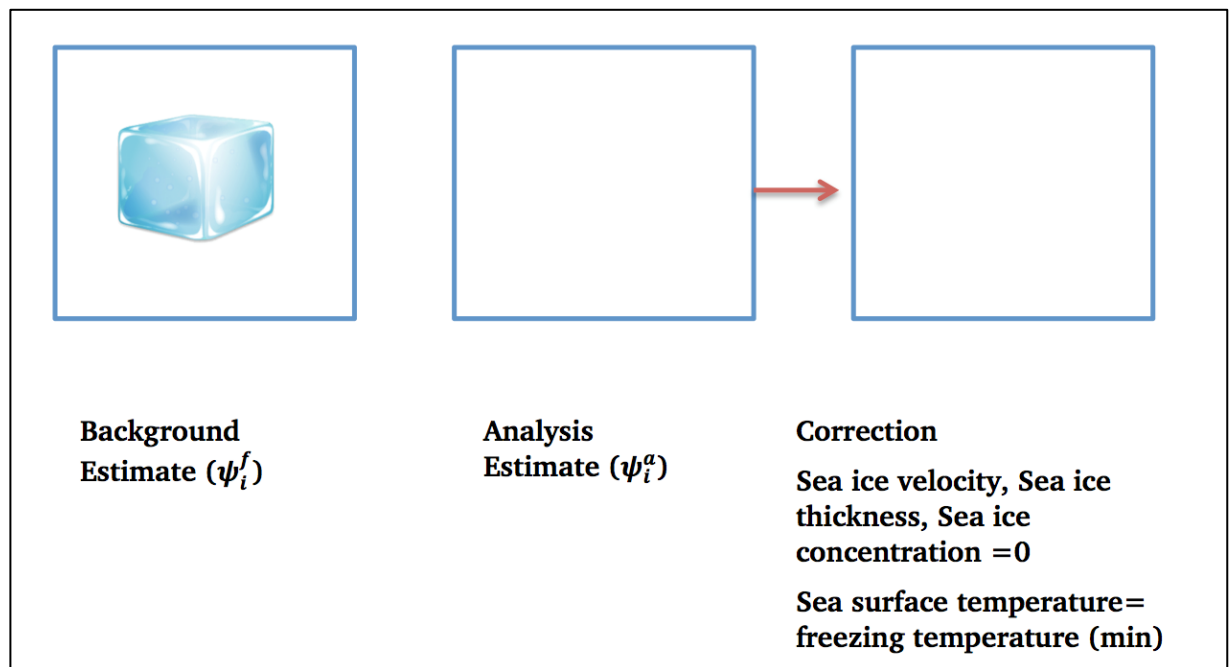 Background
Estimate (ψᵢᶠ)
Analysis
Estimate (ψᵢᵃ)
Correction
Sea ice velocity, Sea ice
thickness, Sea ice
concentration =0
Sea surface temperature=
freezing temperature (min)